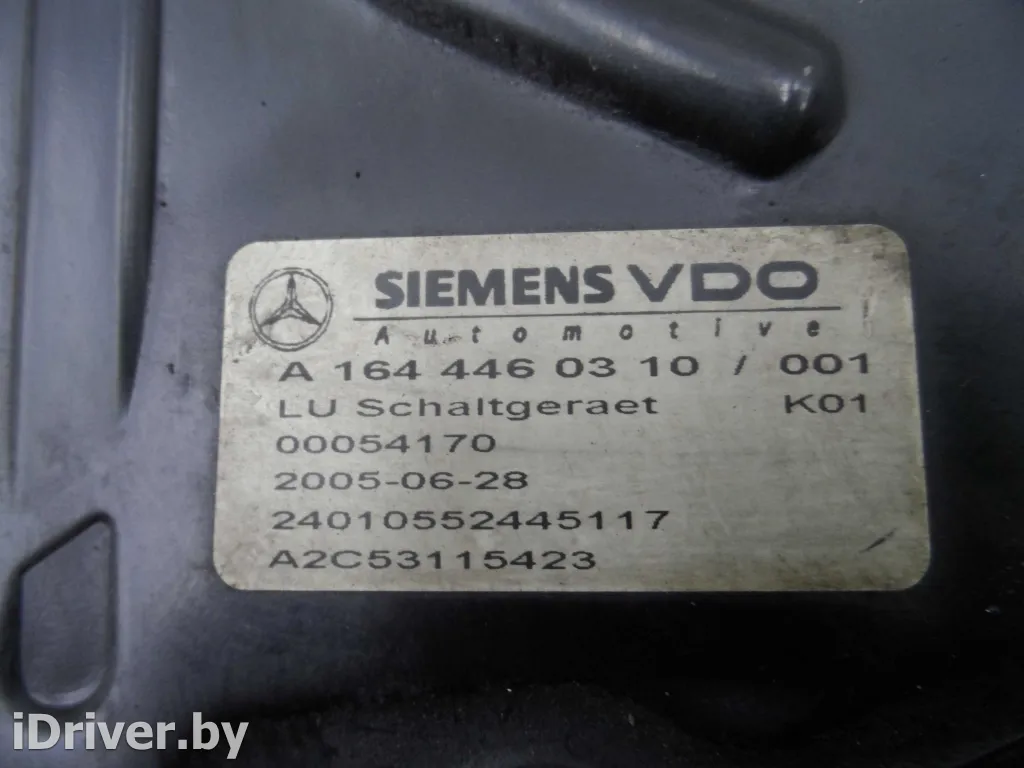 SIEMENS VDO
Automotive
A 164 446 03 10 / 001
LU Schaltgeraet K01
00054170
2005-06-28
24010552445117
A2C53115423
iDriver.by